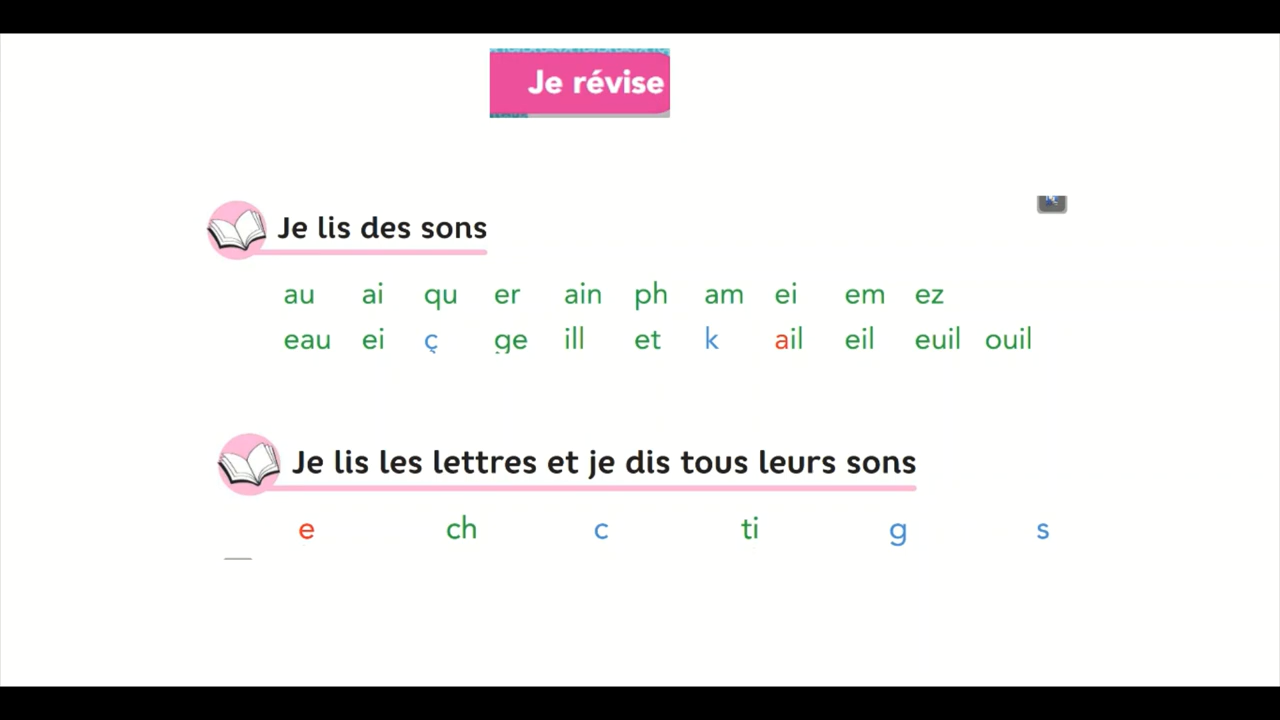 Je révise
Je lis des sons
au ai qu er ain ph am ei em ez
eau ei ç ge ill et k ail eil euil ouil
Je lis les lettres et je dis tous leurs sons
e ch c ti g s